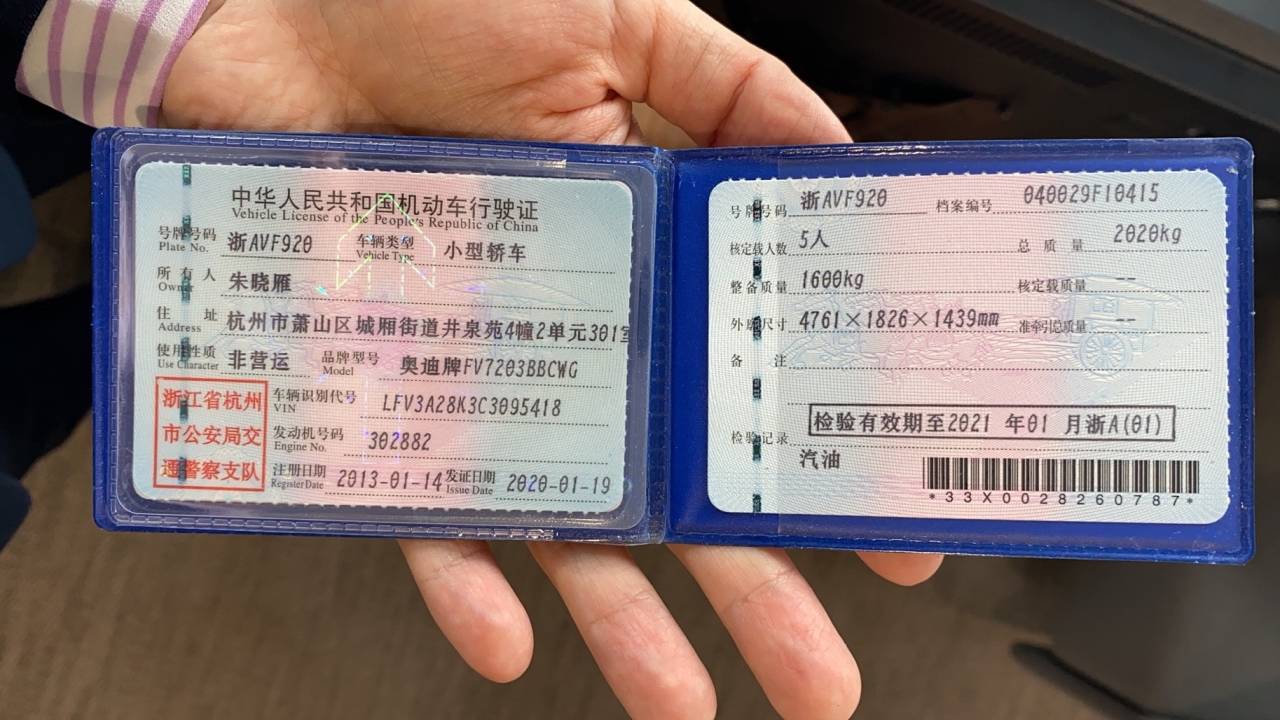 中华人民共和国机动车行驶证
Vehicle License of the People's Republic of China
号牌号码 浙AVF920 车辆类型 小型轿车
Plate No. Vehicle Type
所有人 朱晓雁
Owner
住址 杭州市萧山区城厢街道井泉苑4幢2单元301室
Address
使用性质 非营运 品牌型号 奥迪牌FV7203BBCWG
Use Character Model
浙江省杭州
市公安局交
通警察支队
车辆识别代号 LFV3A28K3C3095418
VIN
发动机号码 302882
Engine No.
注册日期 2013-01-14 发证日期 2020-01-19
Register Date Issue Date
号牌号码 浙AVF920 档案编号 040029F10415
核定载人数 5人 总质量 2020kg
整备质量 1600kg 核定载质量 --
外廓尺寸 4761×1826×1439mm 准牵引总质量 --
备注
检验有效期至2021 年01 月浙A(01)
检验记录
汽油
*33X0028260787*